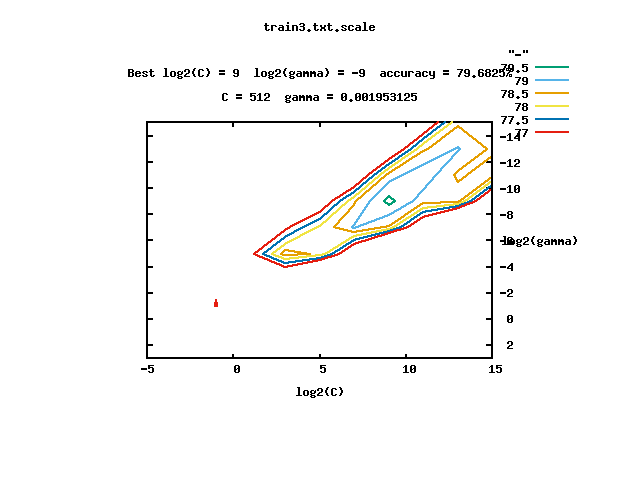 train3.txt.scale
"-"
Best log2(C) = 9  log2(gamma) = -9  accuracy = 79.6825%
79.5
79
78.5
78
77.5
77
C = 512  gamma = 0.001953125
-14
-12
-10
-8
-6
log2(gamma)
-4
-2
0
2
-5 0 5 10 15
log2(C)